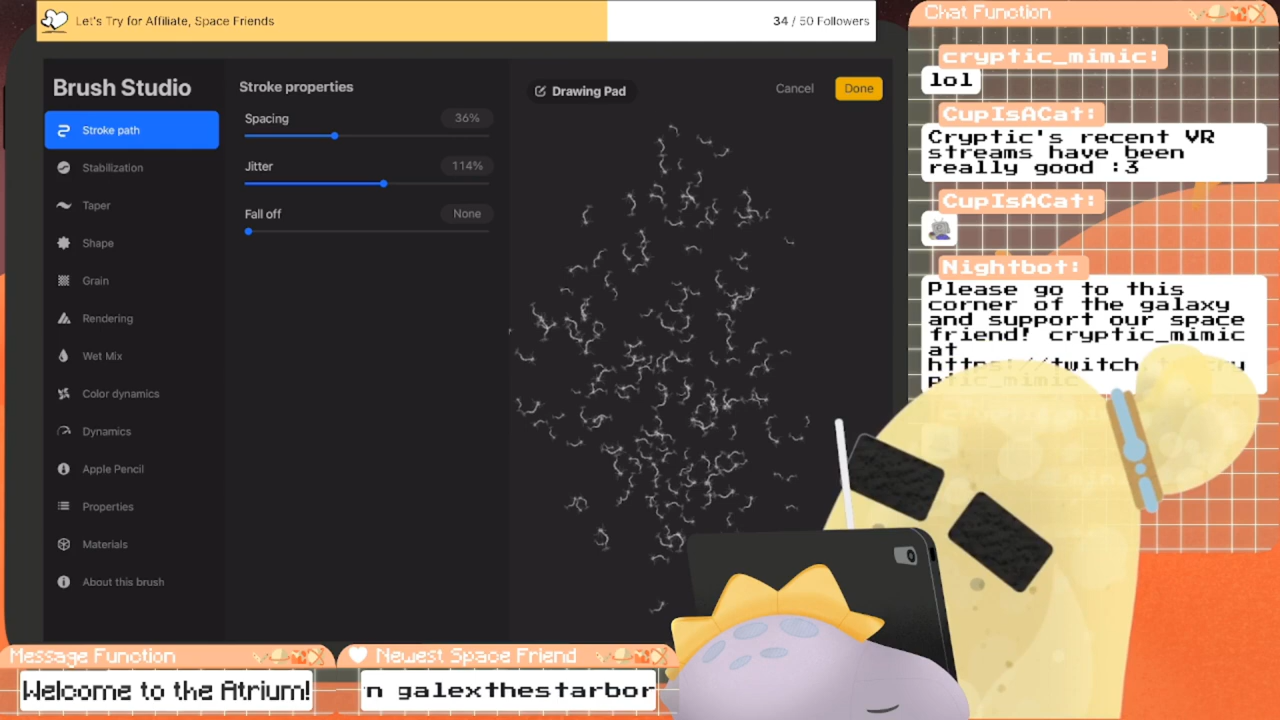 Let's Try for Affiliate, Space Friends
34 / 50 Followers
Brush Studio
Stroke path
Stabilization
Taper
Shape
Grain
Rendering
Wet Mix
Color dynamics
Dynamics
Apple Pencil
Properties
Materials
About this brush
Stroke properties
Spacing
36%
Jitter
114%
Fall off
None
Drawing Pad
Cancel
Done
Chat Function
cryptic_mimic:
lol
CupIsACat:
Cryptic's recent VR
streams have been
really good :3
CupIsACat:
Nightbot:
Please go to this
corner of the galaxy
and support our space
friend! cryptic_mimic
at
Message Function
Welcome to the Atrium!
Newest Space Friend
n galexthestarbor